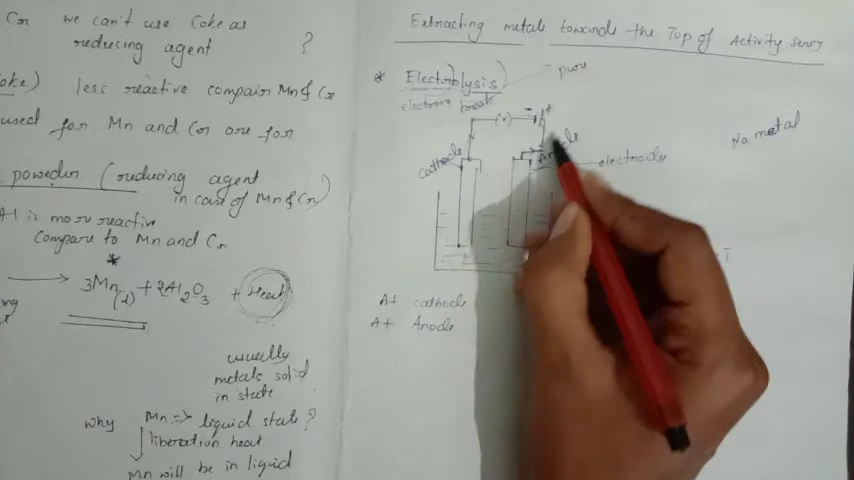 Cr we can't use Coke as
reducing agent ?
less reactive compair Mn & Cr
used for Mn and Cr ore for
powder (reducing agent
in case of Mn & Cr)
Al is more reactive
Compare to Mn and Cr
*
3Mn(l) + 2Al2O3 + Heat
usually
metals solid
in state
why Mn => liquid state?
liberation heat
Mn will be in liquid
Extracting metals towards the Top of Activity
* Electrolysis - pure
electrons break
- +
Na metal
Cathode Anode electrode
At cathode
At Anode